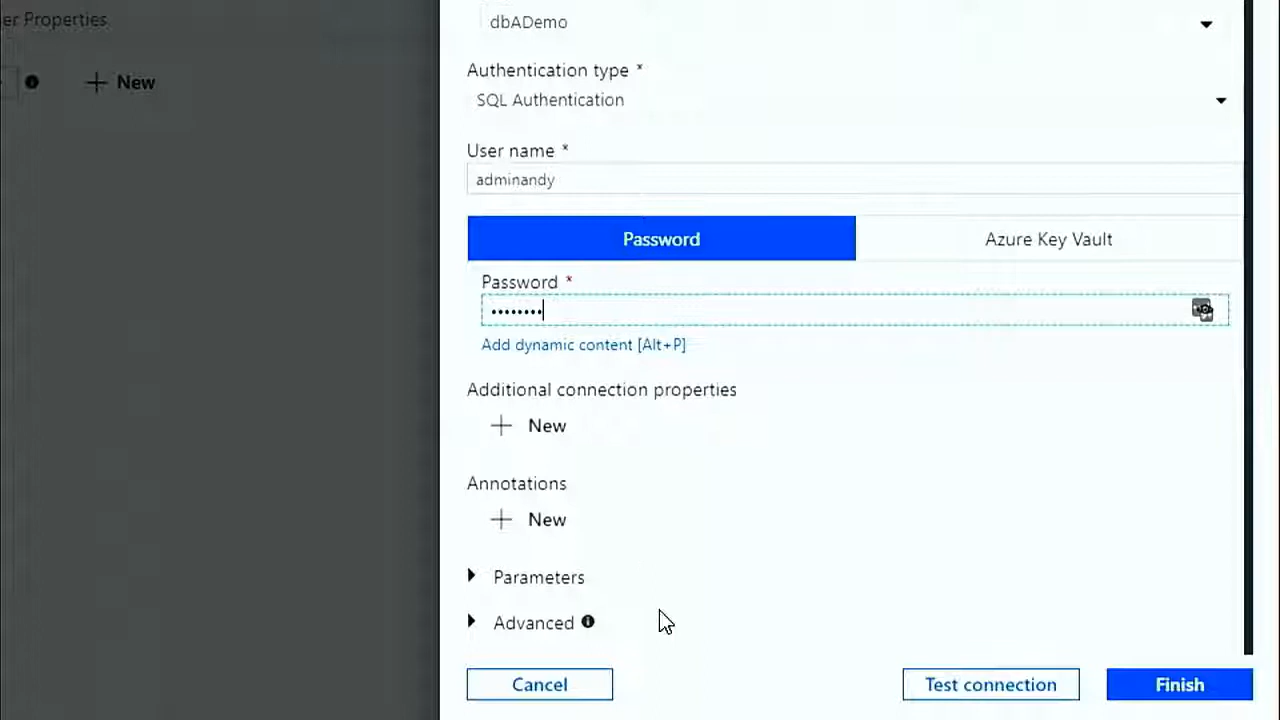 er Properties
New
dbADemo
Authentication type *
SQL Authentication
User name *
adminandy
Password
Azure Key Vault
Password *
••••••••
Add dynamic content [Alt+P]
Additional connection properties
New
Annotations
New
Parameters
Advanced
Cancel
Test connection
Finish